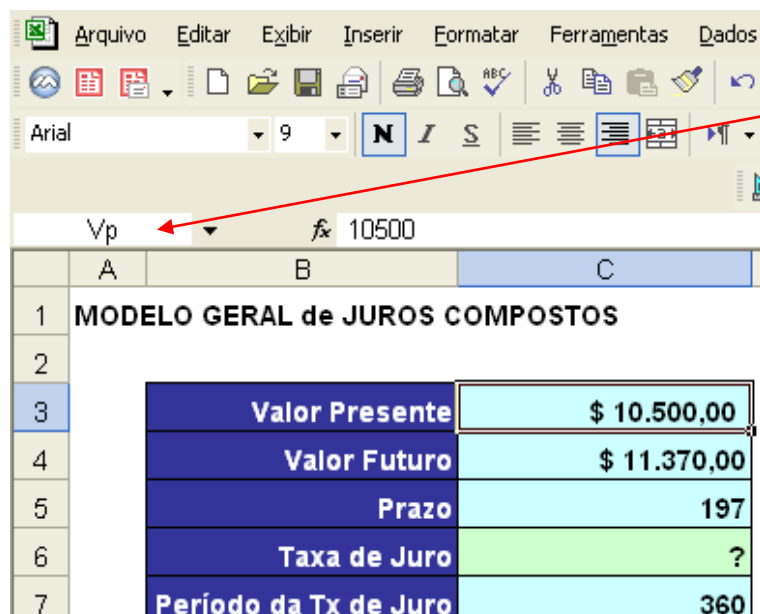 Arquivo Editar Exibir Inserir Formatar Ferramentas Dados
ABC
Arial 9 N I S
Vp fx 10500
A B C
1 MODELO GERAL de JUROS COMPOSTOS
2
3 Valor Presente $ 10.500,00
4 Valor Futuro $ 11.370,00
5 Prazo 197
6 Taxa de Juro ?
7 Período da Tx de Juro 360